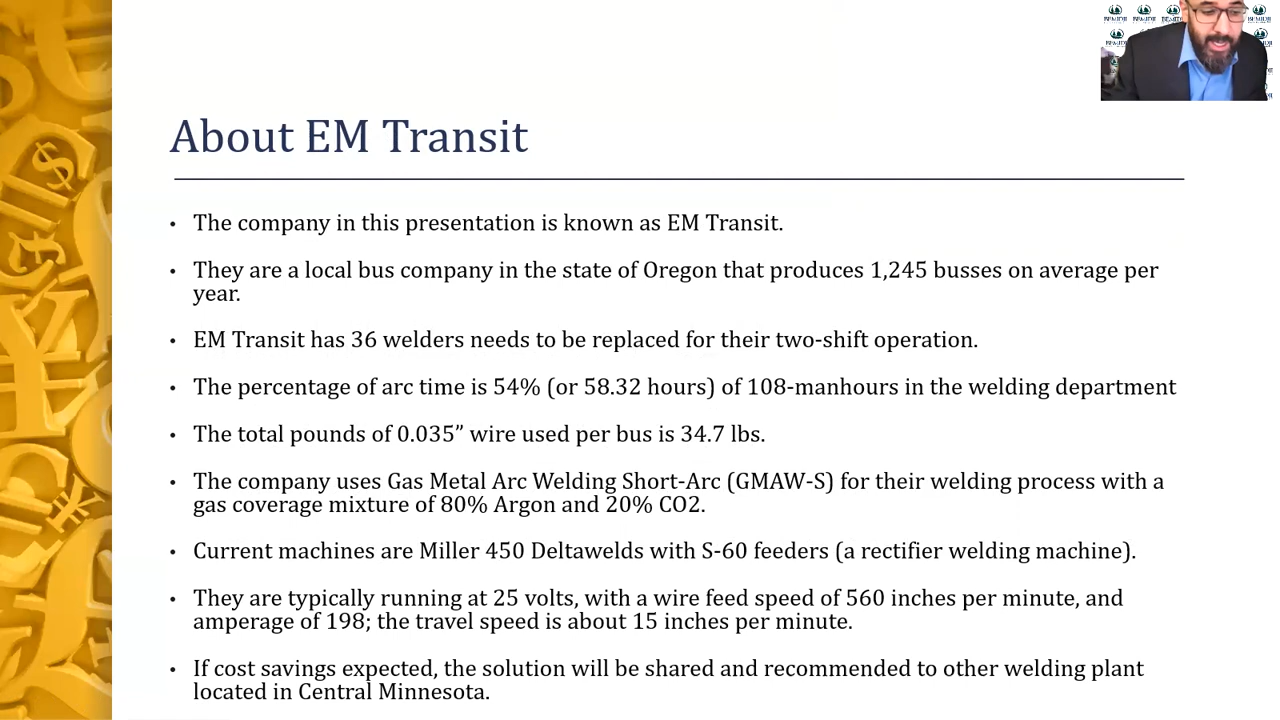 About EM Transit
• The company in this presentation is known as EM Transit.
• They are a local bus company in the state of Oregon that produces 1,245 busses on average per
year.
• EM Transit has 36 welders needs to be replaced for their two-shift operation.
• The percentage of arc time is 54% (or 58.32 hours) of 108-manhours in the welding department
• The total pounds of 0.035” wire used per bus is 34.7 lbs.
• The company uses Gas Metal Arc Welding Short-Arc (GMAW-S) for their welding process with a
gas coverage mixture of 80% Argon and 20% CO2.
• Current machines are Miller 450 Deltawelds with S-60 feeders (a rectifier welding machine).
• They are typically running at 25 volts, with a wire feed speed of 560 inches per minute, and
amperage of 198; the travel speed is about 15 inches per minute.
• If cost savings expected, the solution will be shared and recommended to other welding plant
located in Central Minnesota.